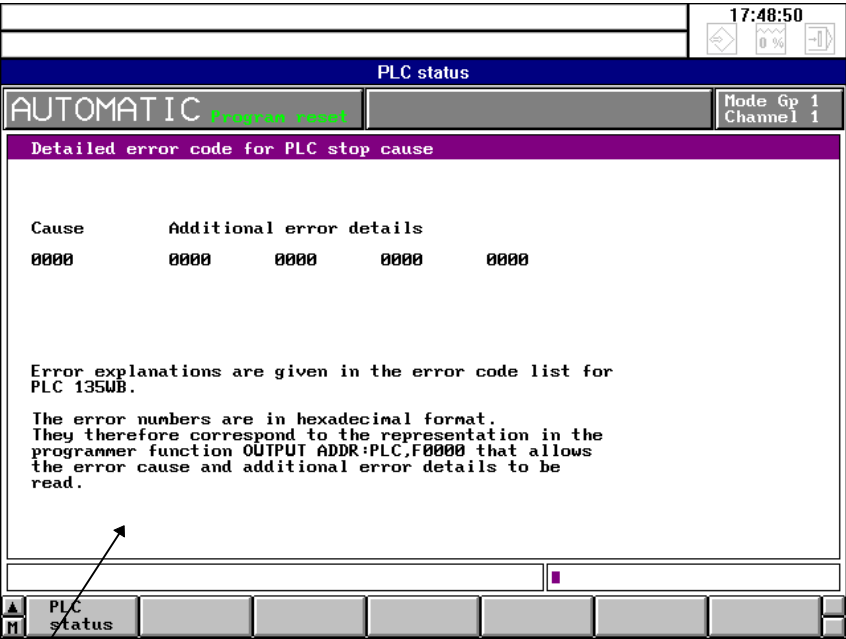 17:48:50
0 %
PLC status
AUTOMATIC Program reset
Mode Gp 1
Channel 1
Detailed error code for PLC stop cause
Cause Additional error details
0000 0000 0000 0000 0000
Error explanations are given in the error code list for
PLC 135WB.
The error numbers are in hexadecimal format.
They therefore correspond to the representation in the
programmer function OUTPUT ADDR:PLC,F0000 that allows
the error cause and additional error details to be
read.
PLC
M status